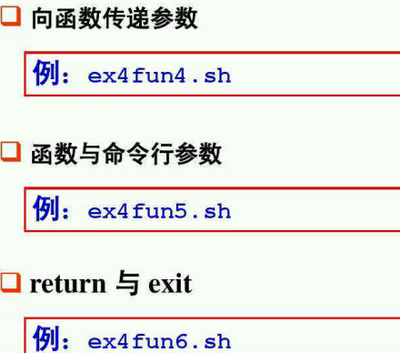 向函数传递参数
例：ex4fun4.sh
函数与命令行参数
例：ex4fun5.sh
return 与 exit
例：ex4fun6.sh